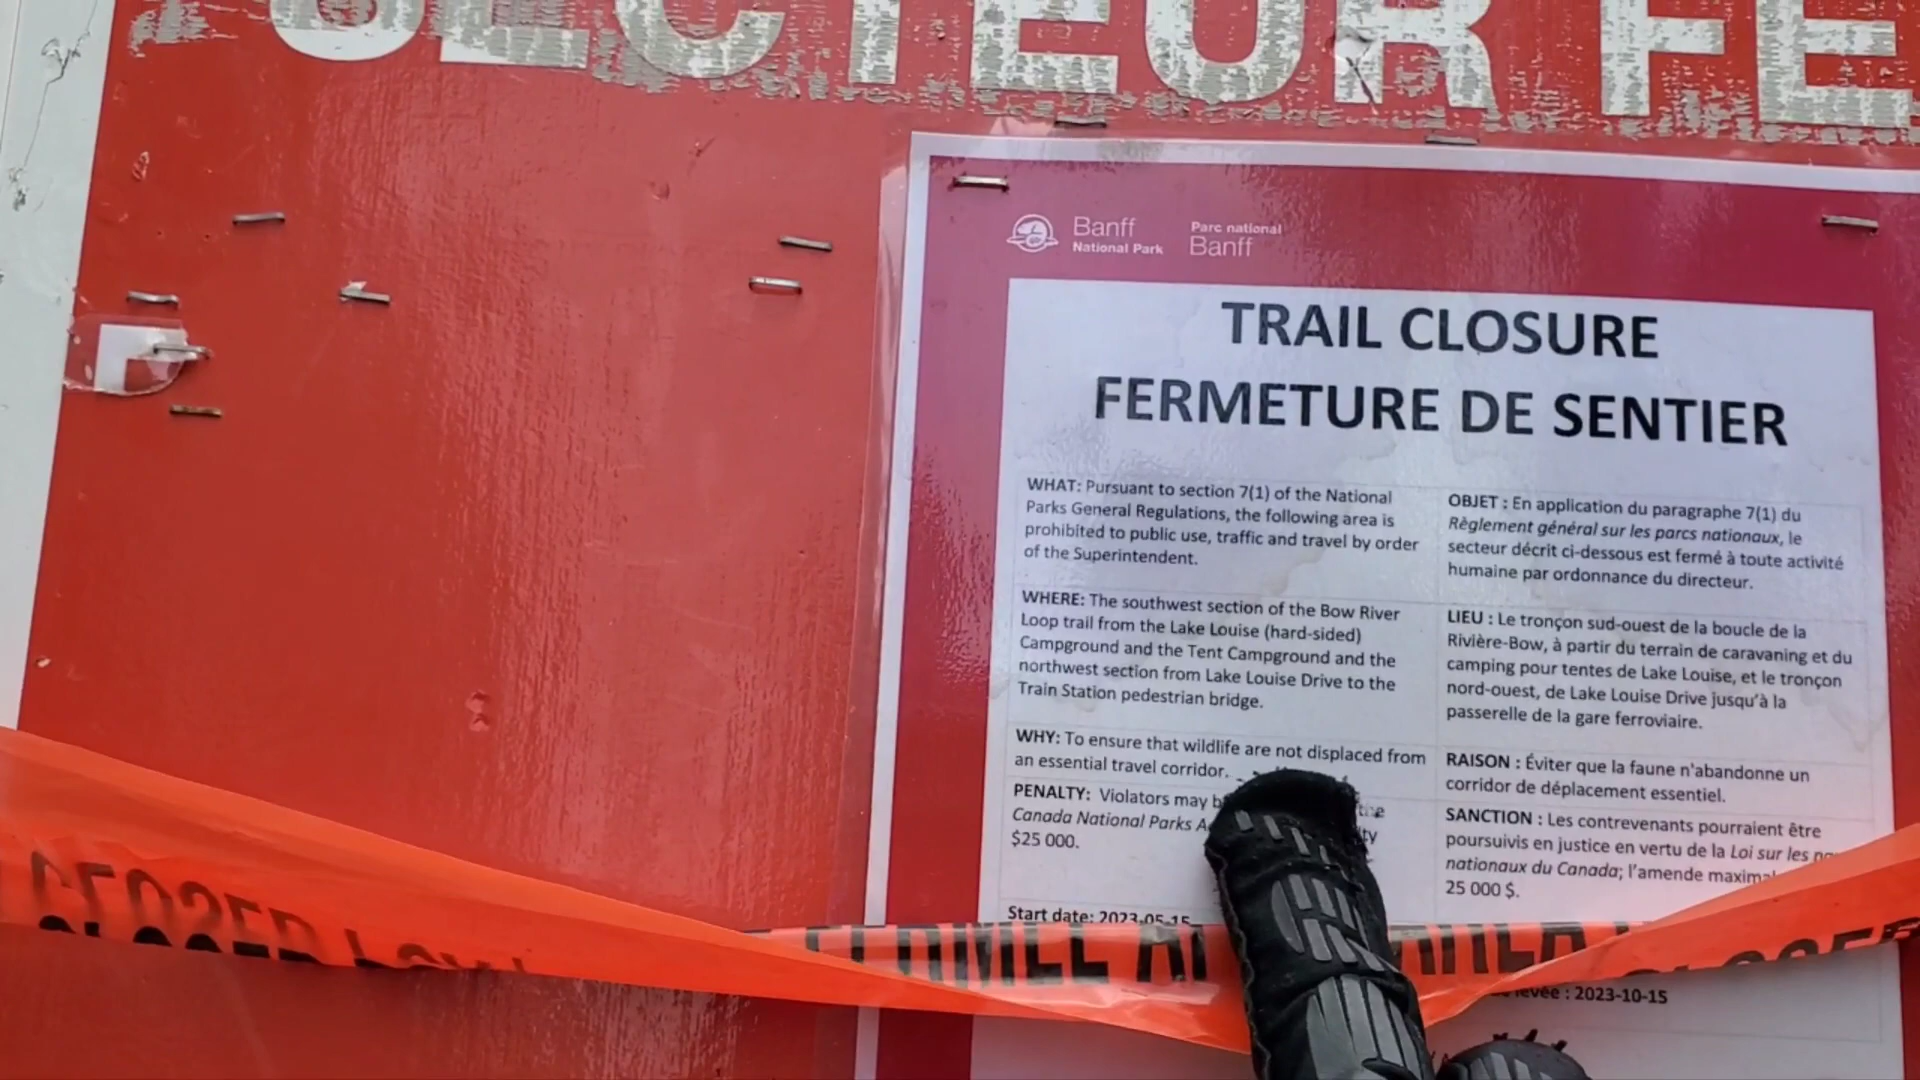 SECTEUR FE
Banff
National Park
Parc national
Banff
TRAIL CLOSURE
FERMETURE DE SENTIER
WHAT: Pursuant to section 7(1) of the National
Parks General Regulations, the following area is
prohibited to public use, traffic and travel by order
of the Superintendent.
OBJET : En application du paragraphe 7(1) du
Règlement général sur les parcs nationaux, le
secteur décrit ci-dessous est fermé à toute activité
humaine par ordonnance du directeur.
WHERE: The southwest section of the Bow River
Loop trail from the Lake Louise (hard-sided)
Campground and the Tent Campground and the
northwest section from Lake Louise Drive to the
Train Station pedestrian bridge.
LIEU : Le tronçon sud-ouest de la boucle de la
Rivière-Bow, à partir du terrain de caravaning et du
camping pour tentes de Lake Louise, et le tronçon
nord-ouest, de Lake Louise Drive jusqu'à la
passerelle de la gare ferroviaire.
WHY: To ensure that wildlife are not displaced from
an essential travel corridor.
RAISON : Éviter que la faune n'abandonne un
corridor de déplacement essentiel.
PENALTY: Violators may
Canada National Parks
$25 000.
SANCTION : Les contrevenants pourraient être
poursuivis en justice en vertu de la Loi sur les
nationaux du Canada; l'amende
25 000 $.
Start date: 2023-05-15
levée : 2023-10-15
CLOSED
FERMÉE
CLOSED